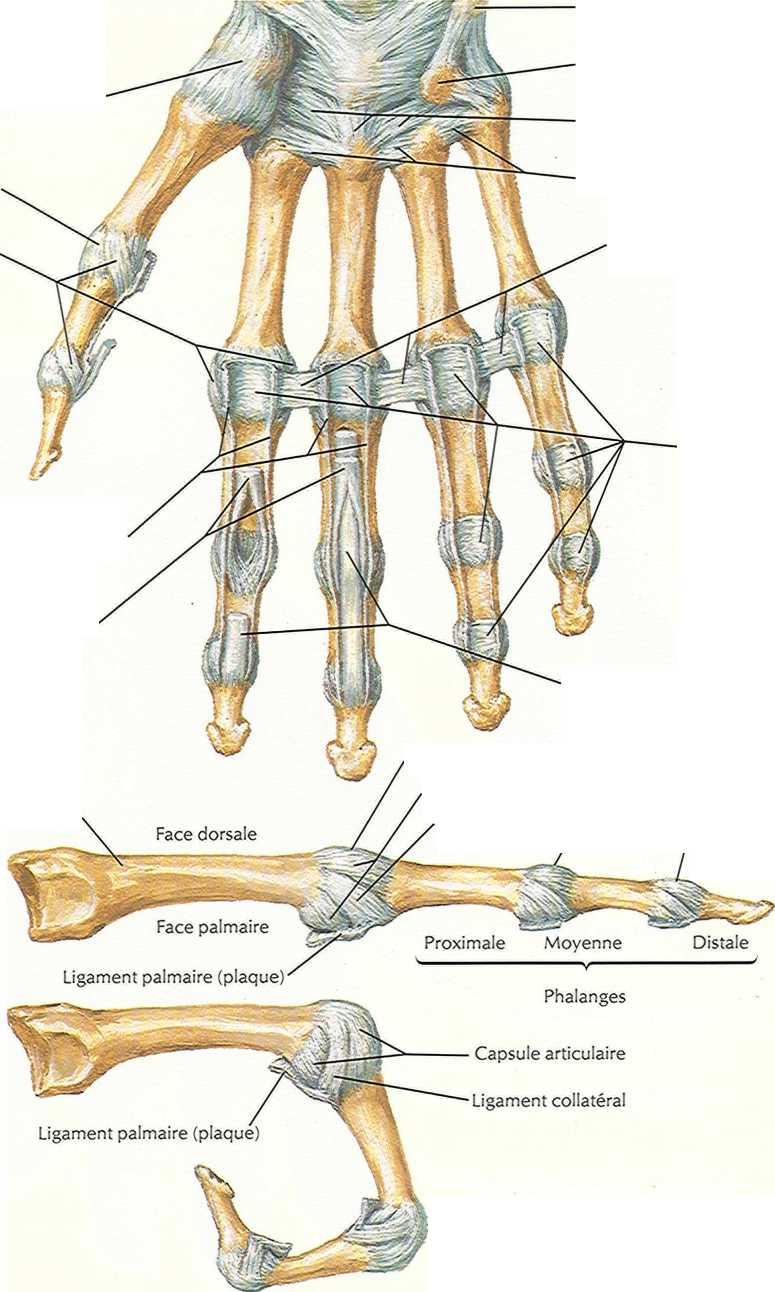 Face dorsale
Face palmaire
Proximale Moyenne Distale
Ligament palmaire (plaque)
Phalanges
Capsule articulaire
Ligament collatéral
Ligament palmaire (plaque)